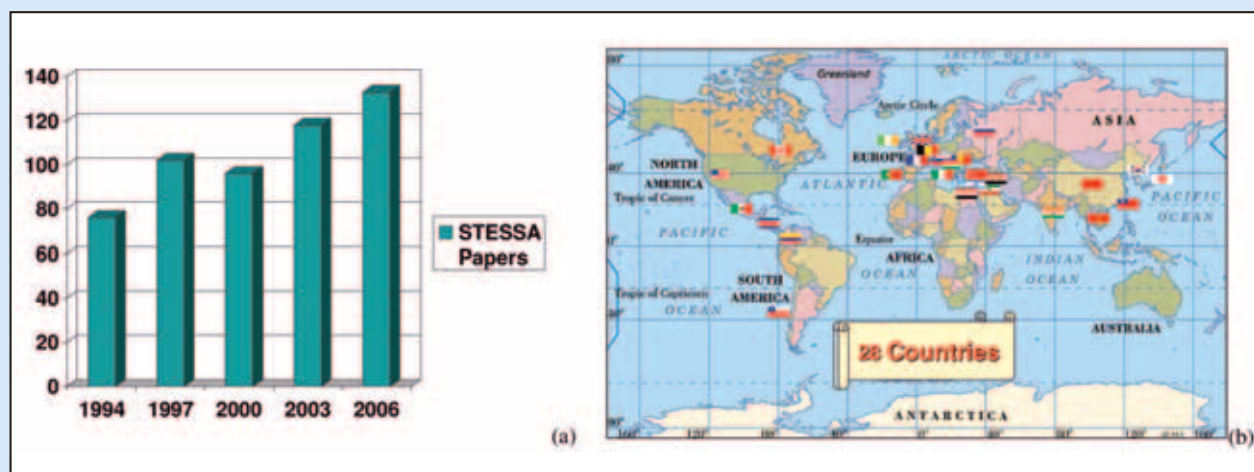 140
120
100
80
60
40
20
0
1994 1997 2000 2003 2006
STESSA
Papers
(a)
ARCTIC OCEAN
Greenland
Arctic Circle
ASIA
NORTH
AMERICA
EUROPE
ATLANTIC
PACIFIC
OCEAN
Tropic of Cancer
PACIFIC
Equator
AFRICA
OCEAN
INDIAN
OCEAN
SOUTH
AMERICA
Tropic of Capricorn
OCEAN
AUSTRALIA
28 Countries
ANTARCTICA
(b)